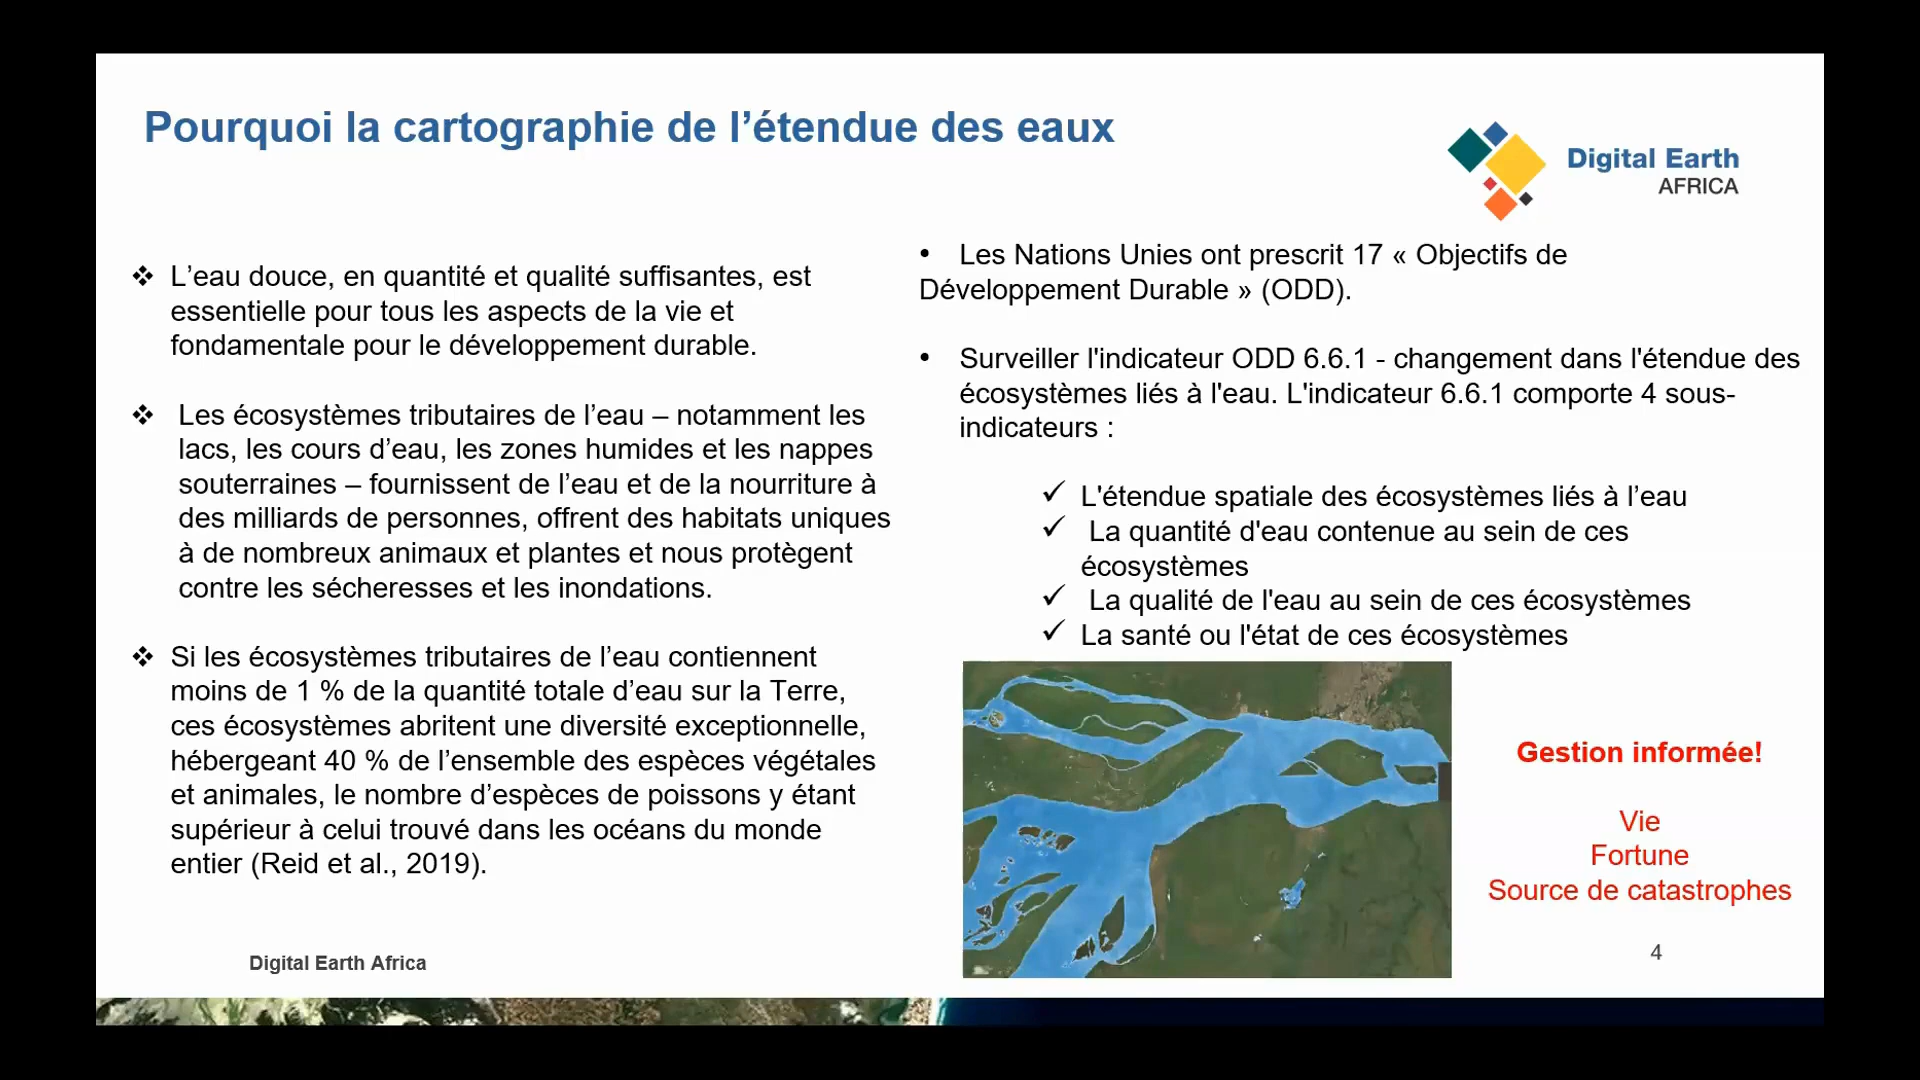 Pourquoi la cartographie de l’étendue des eaux
Digital Earth
AFRICA
❖ L’eau douce, en quantité et qualité suffisantes, est
essentielle pour tous les aspects de la vie et
fondamentale pour le développement durable.
❖ Les écosystèmes tributaires de l’eau – notamment les
lacs, les cours d’eau, les zones humides et les nappes
souterraines – fournissent de l’eau et de la nourriture à
des milliards de personnes, offrent des habitats uniques
à de nombreux animaux et plantes et nous protègent
contre les sécheresses et les inondations.
❖ Si les écosystèmes tributaires de l’eau contiennent
moins de 1 % de la quantité totale d’eau sur la Terre,
ces écosystèmes abritent une diversité exceptionnelle,
hébergeant 40 % de l’ensemble des espèces végétales
et animales, le nombre d’espèces de poissons y étant
supérieur à celui trouvé dans les océans du monde
entier (Reid et al., 2019).
• Les Nations Unies ont prescrit 17 « Objectifs de
Développement Durable » (ODD).
• Surveiller l'indicateur ODD 6.6.1 - changement dans l'étendue des
écosystèmes liés à l'eau. L'indicateur 6.6.1 comporte 4 sous-
indicateurs :
✓ L'étendue spatiale des écosystèmes liés à l’eau
✓ La quantité d'eau contenue au sein de ces
écosystèmes
✓ La qualité de l'eau au sein de ces écosystèmes
✓ La santé ou l'état de ces écosystèmes
Gestion informée!
Vie
Fortune
Source de catastrophes
Digital Earth Africa
4